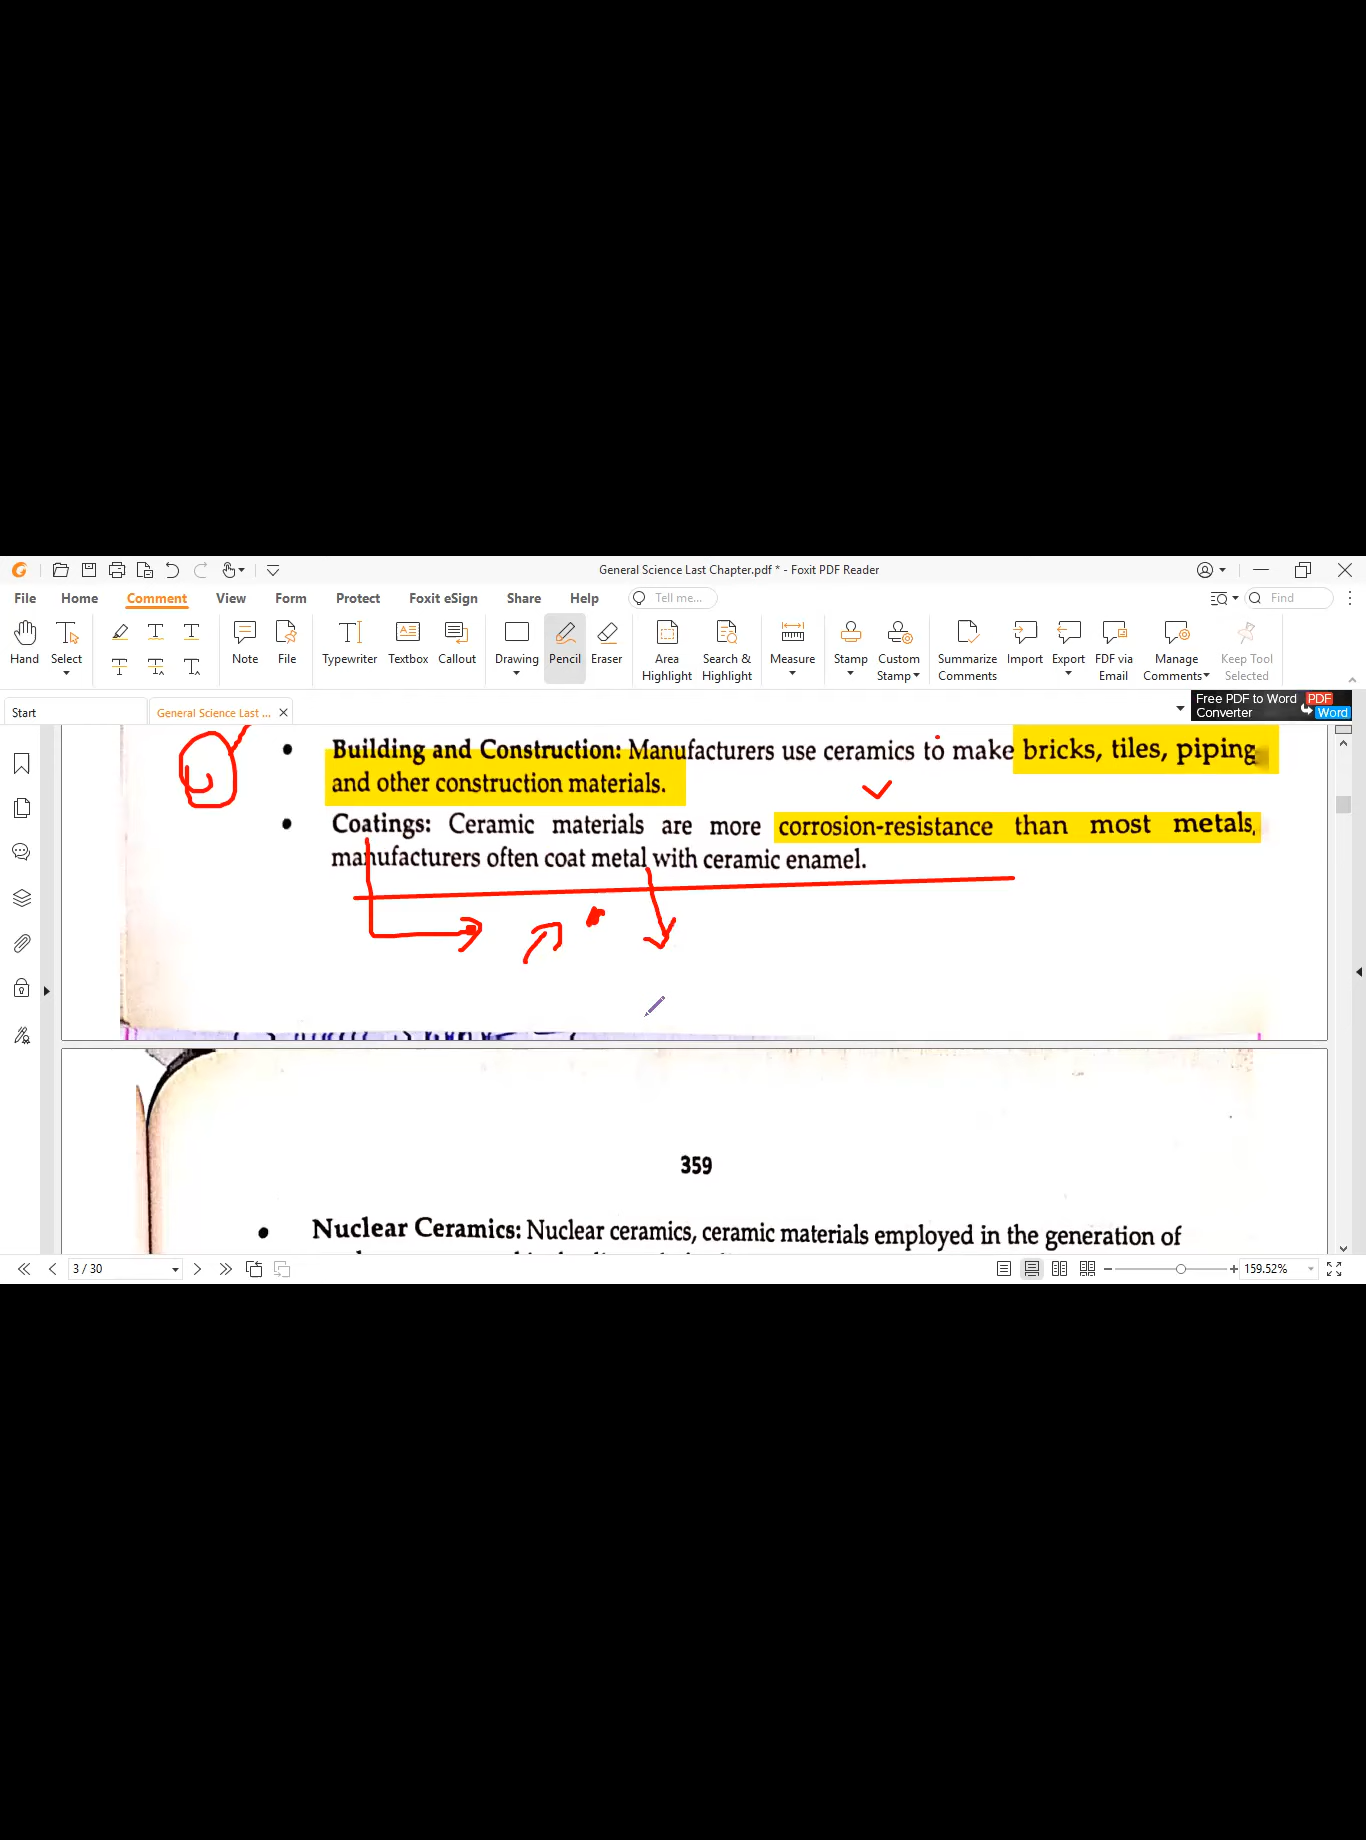 General Science Last Chapter.pdf * - Foxit PDF Reader
File Home Comment View Form Protect Foxit eSign Share Help Tell me... Find
Hand Select Note File Typewriter Textbox Callout Drawing Pencil Eraser Area Highlight Search & Highlight Measure Stamp Custom Stamp Summarize Comments Import Export FDF via Email Manage Comments Keep Tool Selected
Start General Science Last ... Free PDF to Word Converter PDF Word
• Building and Construction: Manufacturers use ceramics to make bricks, tiles, piping
and other construction materials.
• Coatings: Ceramic materials are more corrosion-resistance than most metals,
manufacturers often coat metal with ceramic enamel.
359
• Nuclear Ceramics: Nuclear ceramics, ceramic materials employed in the generation of
3 / 30 159.52%